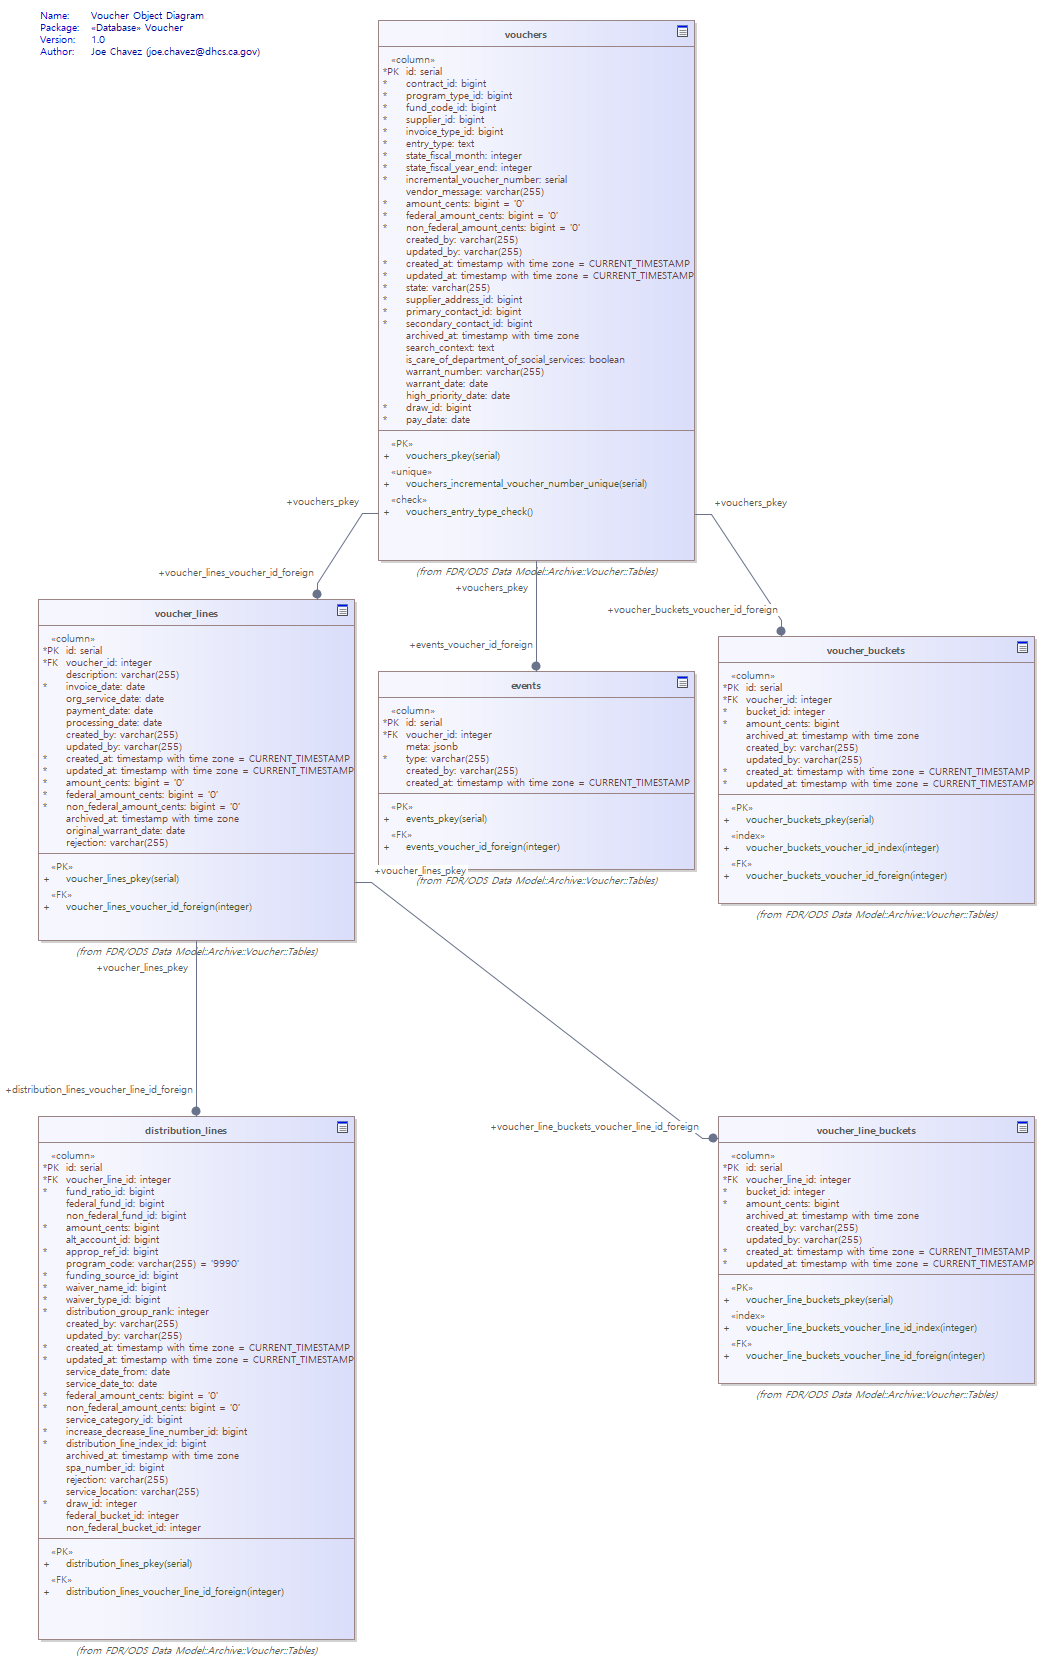 Name: Voucher Object Diagram
Package: «Database» Voucher
Version: 1.0
Author: Joe Chavez (joe.chavez@dhcs.ca.gov)
vouchers
«column»
*PK id: serial
* contract_id: bigint
* program_type_id: bigint
* fund_code_id: bigint
* supplier_id: bigint
* invoice_type_id: bigint
* entry_type: text
* state_fiscal_month: integer
* state_fiscal_year_end: integer
* incremental_voucher_number: serial
vendor_message: varchar(255)
* amount_cents: bigint = '0'
* federal_amount_cents: bigint = '0'
* non_federal_amount_cents: bigint = '0'
created_by: varchar(255)
updated_by: varchar(255)
* created_at: timestamp with time zone = CURRENT_TIMESTAMP
* updated_at: timestamp with time zone = CURRENT_TIMESTAMP
* state: varchar(255)
* supplier_address_id: bigint
* primary_contact_id: bigint
* secondary_contact_id: bigint
archived_at: timestamp with time zone
search_context: text
is_care_of_department_of_social_services: boolean
warrant_number: varchar(255)
warrant_date: date
high_priority_date: date
* draw_id: bigint
* pay_date: date
«PK»
+ vouchers_pkey(serial)
«unique»
+ vouchers_incremental_voucher_number_unique(serial)
«check»
+ vouchers_entry_type_check()
(from FDR/ODS Data Model::Archive::Voucher::Tables)
+vouchers_pkey
+voucher_lines_voucher_id_foreign
+vouchers_pkey
+events_voucher_id_foreign
+vouchers_pkey
+voucher_buckets_voucher_id_foreign
voucher_lines
«column»
*PK id: serial
*FK voucher_id: integer
description: varchar(255)
* invoice_date: date
org_service_date: date
payment_date: date
processing_date: date
created_by: varchar(255)
updated_by: varchar(255)
* created_at: timestamp with time zone = CURRENT_TIMESTAMP
* updated_at: timestamp with time zone = CURRENT_TIMESTAMP
* amount_cents: bigint = '0'
* federal_amount_cents: bigint = '0'
* non_federal_amount_cents: bigint = '0'
archived_at: timestamp with time zone
original_warrant_date: date
rejection: varchar(255)
«PK»
+ voucher_lines_pkey(serial)
«FK»
+ voucher_lines_voucher_id_foreign(integer)
(from FDR/ODS Data Model::Archive::Voucher::Tables)
events
«column»
*PK id: serial
*FK voucher_id: integer
meta: jsonb
* type: varchar(255)
created_by: varchar(255)
created_at: timestamp with time zone = CURRENT_TIMESTAMP
«PK»
+ events_pkey(serial)
«FK»
+ events_voucher_id_foreign(integer)
(from FDR/ODS Data Model::Archive::Voucher::Tables)
voucher_buckets
«column»
*PK id: serial
*FK voucher_id: integer
* bucket_id: integer
* amount_cents: bigint
archived_at: timestamp with time zone
created_by: varchar(255)
updated_by: varchar(255)
* created_at: timestamp with time zone = CURRENT_TIMESTAMP
* updated_at: timestamp with time zone = CURRENT_TIMESTAMP
«PK»
+ voucher_buckets_pkey(serial)
«index»
+ voucher_buckets_voucher_id_index(integer)
«FK»
+ voucher_buckets_voucher_id_foreign(integer)
(from FDR/ODS Data Model::Archive::Voucher::Tables)
+voucher_lines_pkey
+voucher_line_buckets_voucher_line_id_foreign
+voucher_lines_pkey
+distribution_lines_voucher_line_id_foreign
distribution_lines
«column»
*PK id: serial
*FK voucher_line_id: integer
* fund_ratio_id: bigint
federal_fund_id: bigint
non_federal_fund_id: bigint
* amount_cents: bigint
alt_account_id: bigint
* approp_ref_id: bigint
program_code: varchar(255) = '9990'
* funding_source_id: bigint
* waiver_name_id: bigint
* waiver_type_id: bigint
* distribution_group_rank: integer
created_by: varchar(255)
updated_by: varchar(255)
* created_at: timestamp with time zone = CURRENT_TIMESTAMP
* updated_at: timestamp with time zone = CURRENT_TIMESTAMP
service_date_from: date
service_date_to: date
* federal_amount_cents: bigint = '0'
* non_federal_amount_cents: bigint = '0'
service_category_id: bigint
* increase_decrease_line_number_id: bigint
* distribution_line_index_id: bigint
archived_at: timestamp with time zone
spa_number_id: bigint
rejection: varchar(255)
service_location: varchar(255)
* draw_id: integer
federal_bucket_id: integer
non_federal_bucket_id: integer
«PK»
+ distribution_lines_pkey(serial)
«FK»
+ distribution_lines_voucher_line_id_foreign(integer)
(from FDR/ODS Data Model::Archive::Voucher::Tables)
voucher_line_buckets
«column»
*PK id: serial
*FK voucher_line_id: integer
* bucket_id: integer
* amount_cents: bigint
archived_at: timestamp with time zone
created_by: varchar(255)
updated_by: varchar(255)
* created_at: timestamp with time zone = CURRENT_TIMESTAMP
* updated_at: timestamp with time zone = CURRENT_TIMESTAMP
«PK»
+ voucher_line_buckets_pkey(serial)
«index»
+ voucher_line_buckets_voucher_line_id_index(integer)
«FK»
+ voucher_line_buckets_voucher_line_id_foreign(integer)
(from FDR/ODS Data Model::Archive::Voucher::Tables)